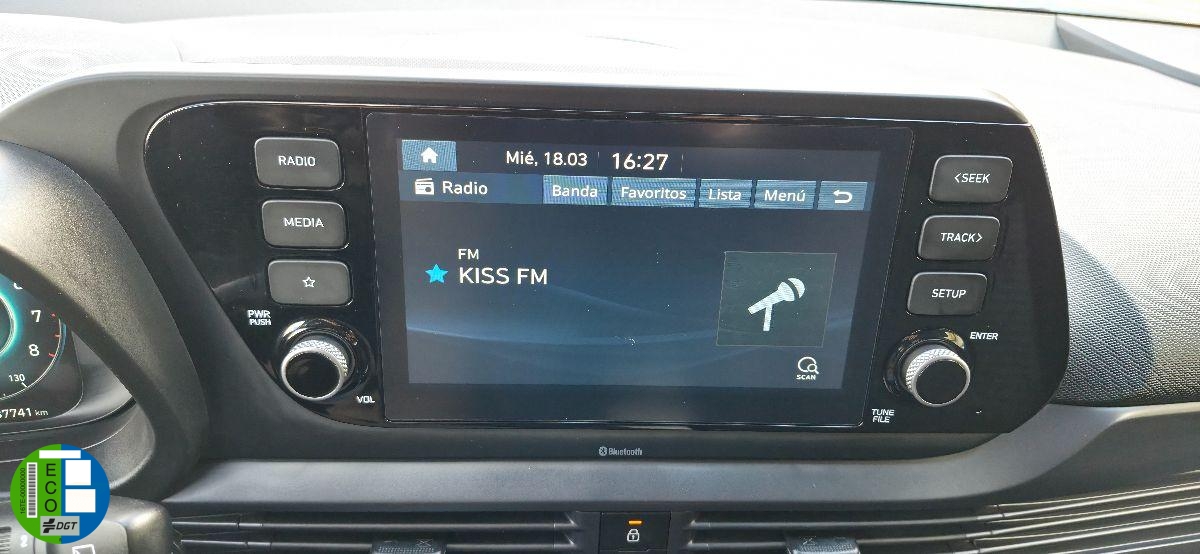 Mié, 18.03 16:27
Radio Banda Favoritos Lista Menú
FM
KISS FM
SCAN
RADIO
MEDIA
PWR
PUSH
VOL
<SEEK
TRACK>
SETUP
ENTER
TUNE
FILE
Bluetooth
7
8
130
7741 km
ECO
DGT